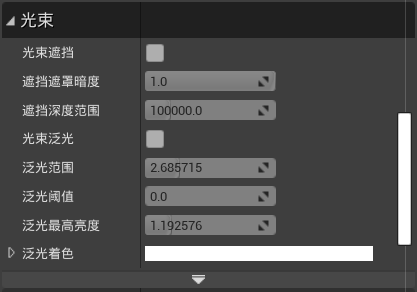 光束
光束遮挡
遮挡遮罩暗度 1.0
遮挡深度范围 100000.0
光束泛光
泛光范围 2.685715
泛光阈值 0.0
泛光最高亮度 1.192576
泛光着色